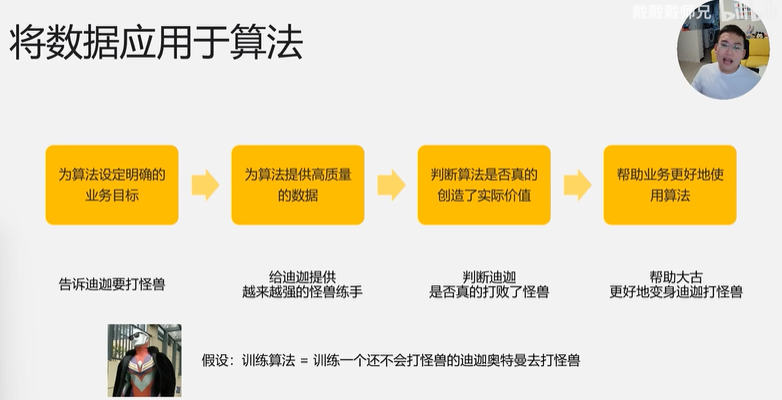 戴戴戴师兄
将数据应用于算法
为算法设定明确的
业务目标
为算法提供高质量
的数据
判断算法是否真的
创造了实际价值
帮助业务更好地使
用算法
告诉迪迦要打怪兽
给迪迦提供
越来越强的怪兽练手
判断迪迦
是否真的打败了怪兽
帮助大古
更好地变身迪迦打怪兽
假设：训练算法 = 训练一个还不会打怪兽的迪迦奥特曼去打怪兽